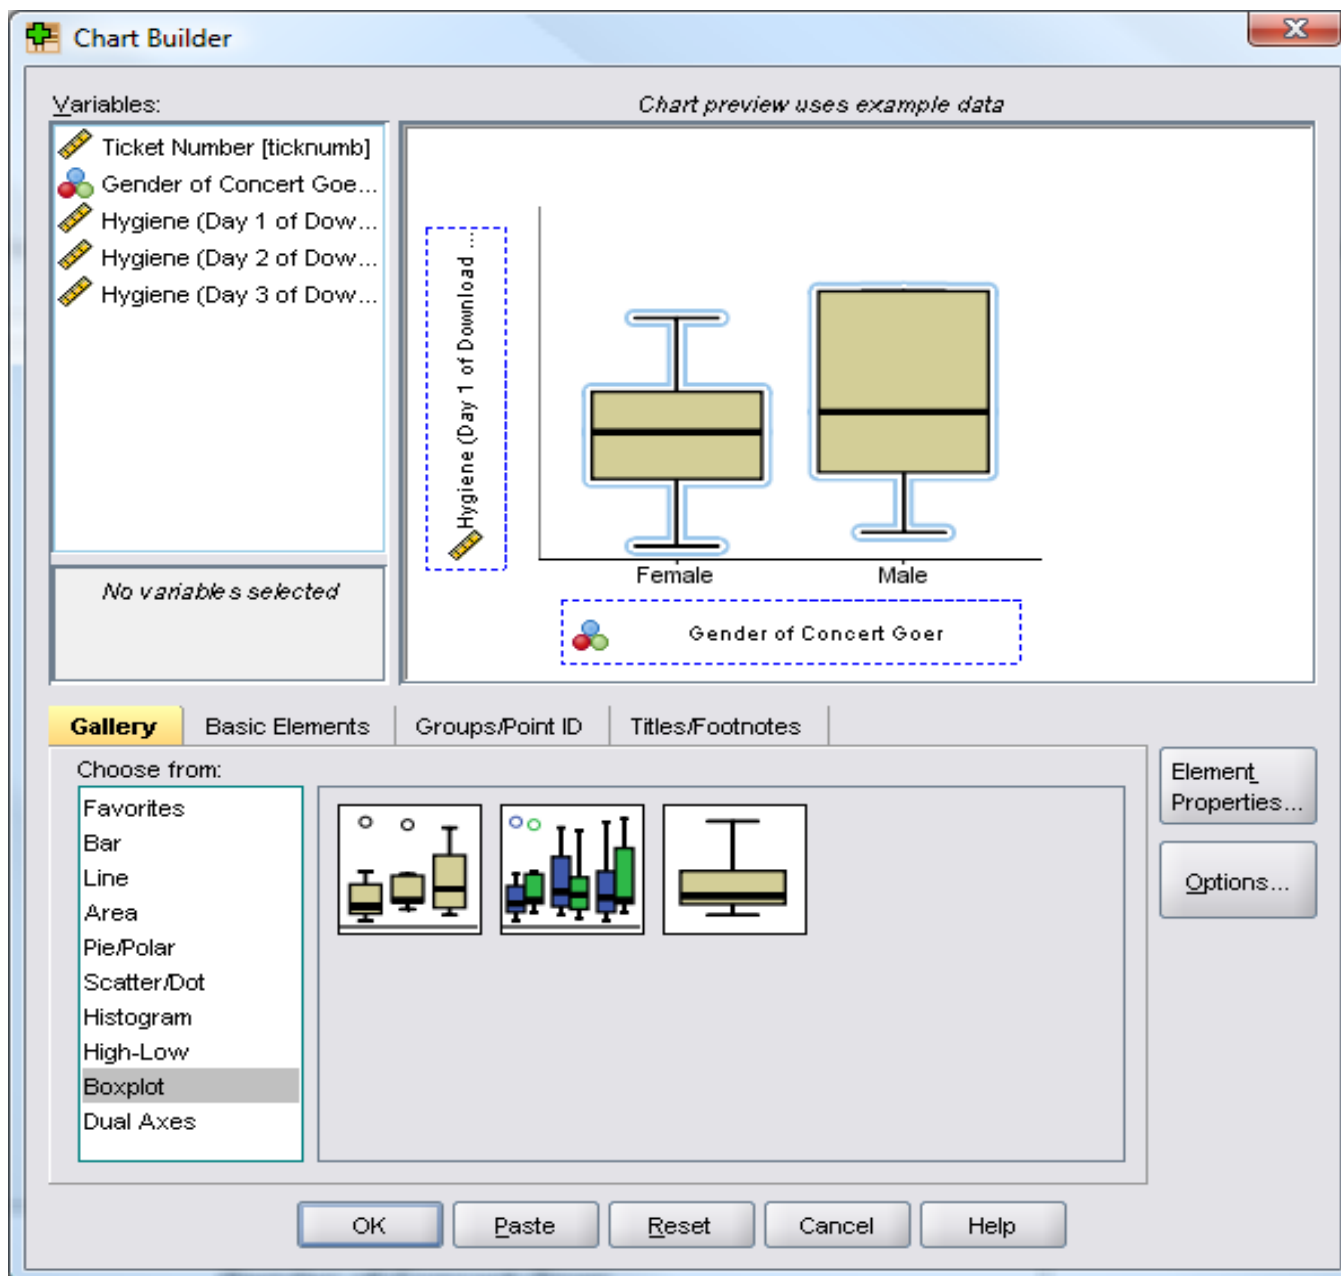 Chart Builder
Variables:
Chart preview uses example data
Ticket Number [ticknumb]
Gender of Concert Goe...
Hygiene (Day 1 of Dow...
Hygiene (Day 2 of Dow...
Hygiene (Day 3 of Dow...
No variables selected
Hygiene (Day 1 of Download ...
Female Male
Gender of Concert Goer
Gallery Basic Elements Groups/Point ID Titles/Footnotes
Choose from:
Favorites
Bar
Line
Area
Pie/Polar
Scatter/Dot
Histogram
High-Low
Boxplot
Dual Axes
Element
Properties...
Options...
OK Paste Reset Cancel Help